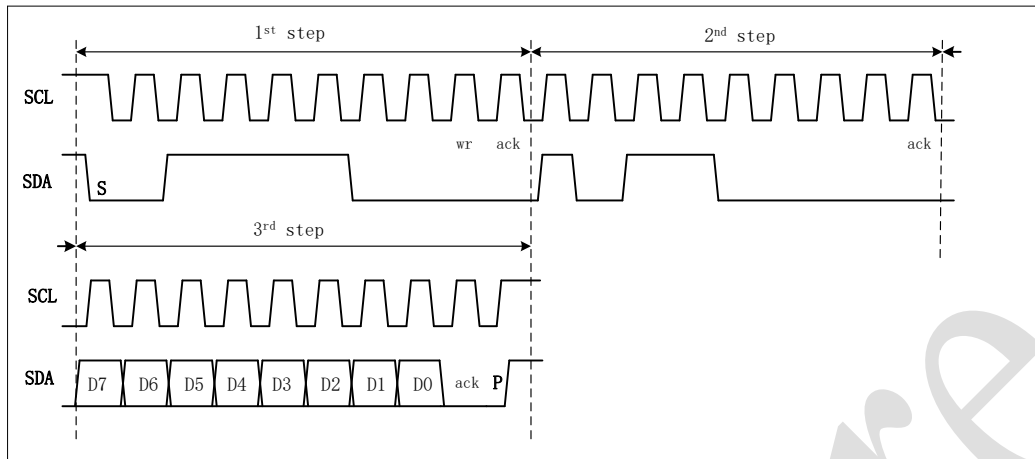 1st step 2nd step
SCL
wr ack ack
SDA S
3rd step
SCL
SDA D7 D6 D5 D4 D3 D2 D1 D0 ack P